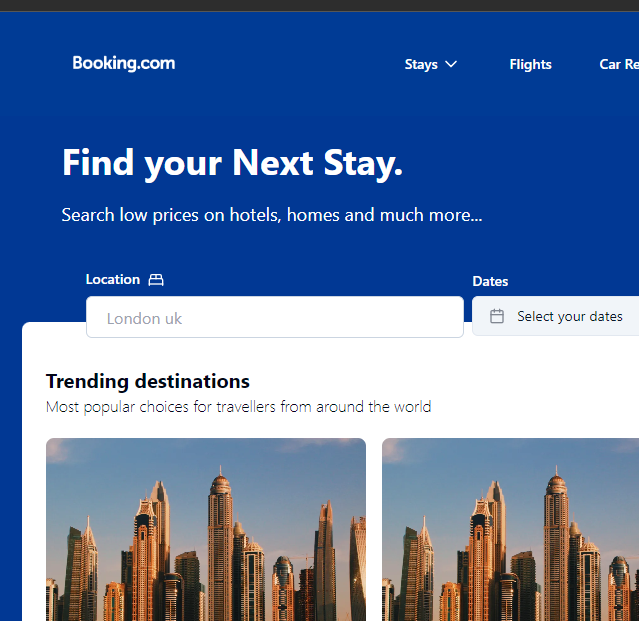 Booking.com
Stays
Flights
Car Re
Find your Next Stay.
Search low prices on hotels, homes and much more...
Location
Dates
London uk
Select your dates
Trending destinations
Most popular choices for travellers from around the world